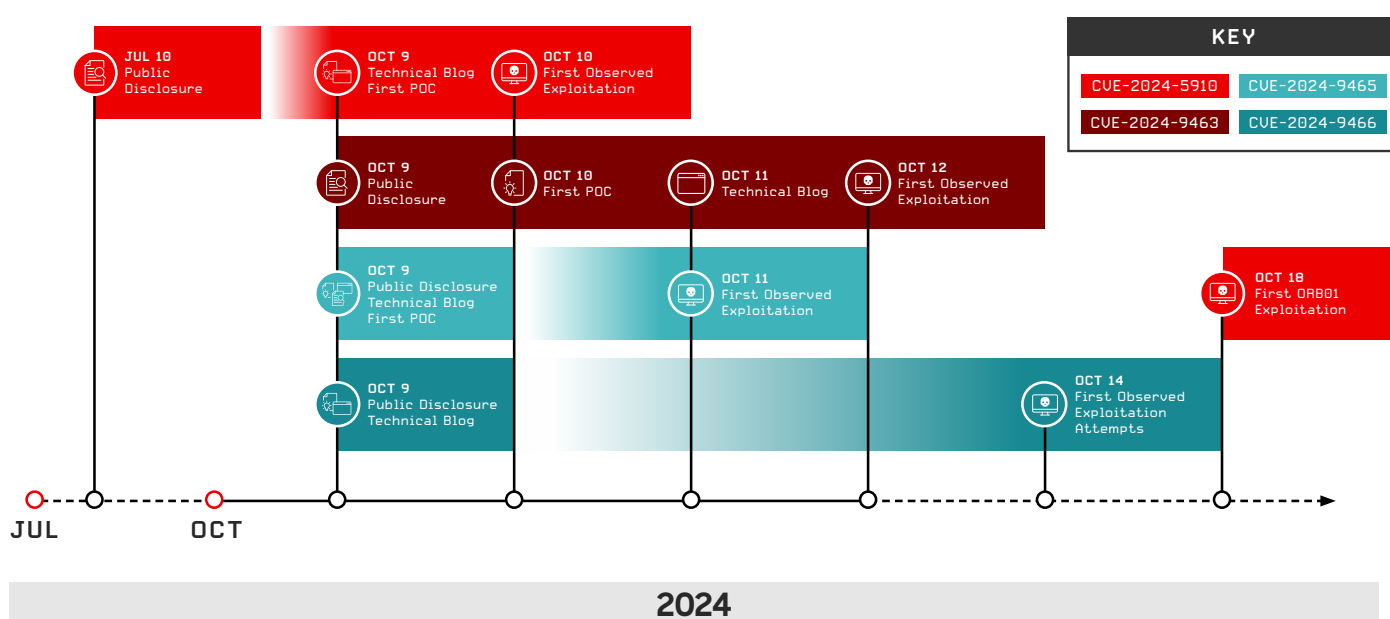 KEY
CVE-2024-5910
CVE-2024-9465
CVE-2024-9463
CVE-2024-9466
JUL 10
Public
Disclosure
OCT 9
Technical Blog
First POC
OCT 10
First Observed
Exploitation
OCT 9
Public
Disclosure
OCT 10
First POC
OCT 11
Technical Blog
OCT 12
First Observed
Exploitation
OCT 9
Public Disclosure
Technical Blog
First POC
OCT 11
First Observed
Exploitation
OCT 18
First ORB01
Exploitation
OCT 9
Public Disclosure
Technical Blog
OCT 14
First Observed
Exploitation
Attempts
JUL
OCT
2024